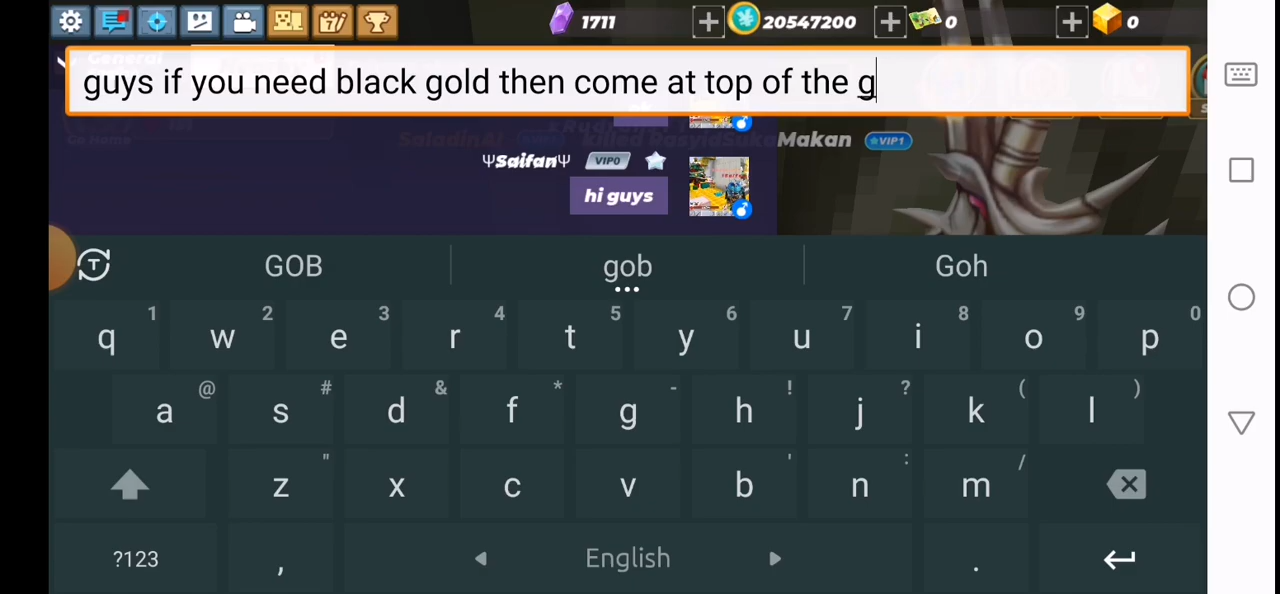 1711
20547200
0
0
guys if you need black gold then come at top of the g
Makan VIP1
ΨSaifanΨ VIP0
hi guys
GOB gob Goh
1 2 3 4 5 6 7 8 9 0
q w e r t y u i o p
@ # & * - ! ? ( )
a s d f g h j k l
" ' : /
z x c v b n m
?123 , English .